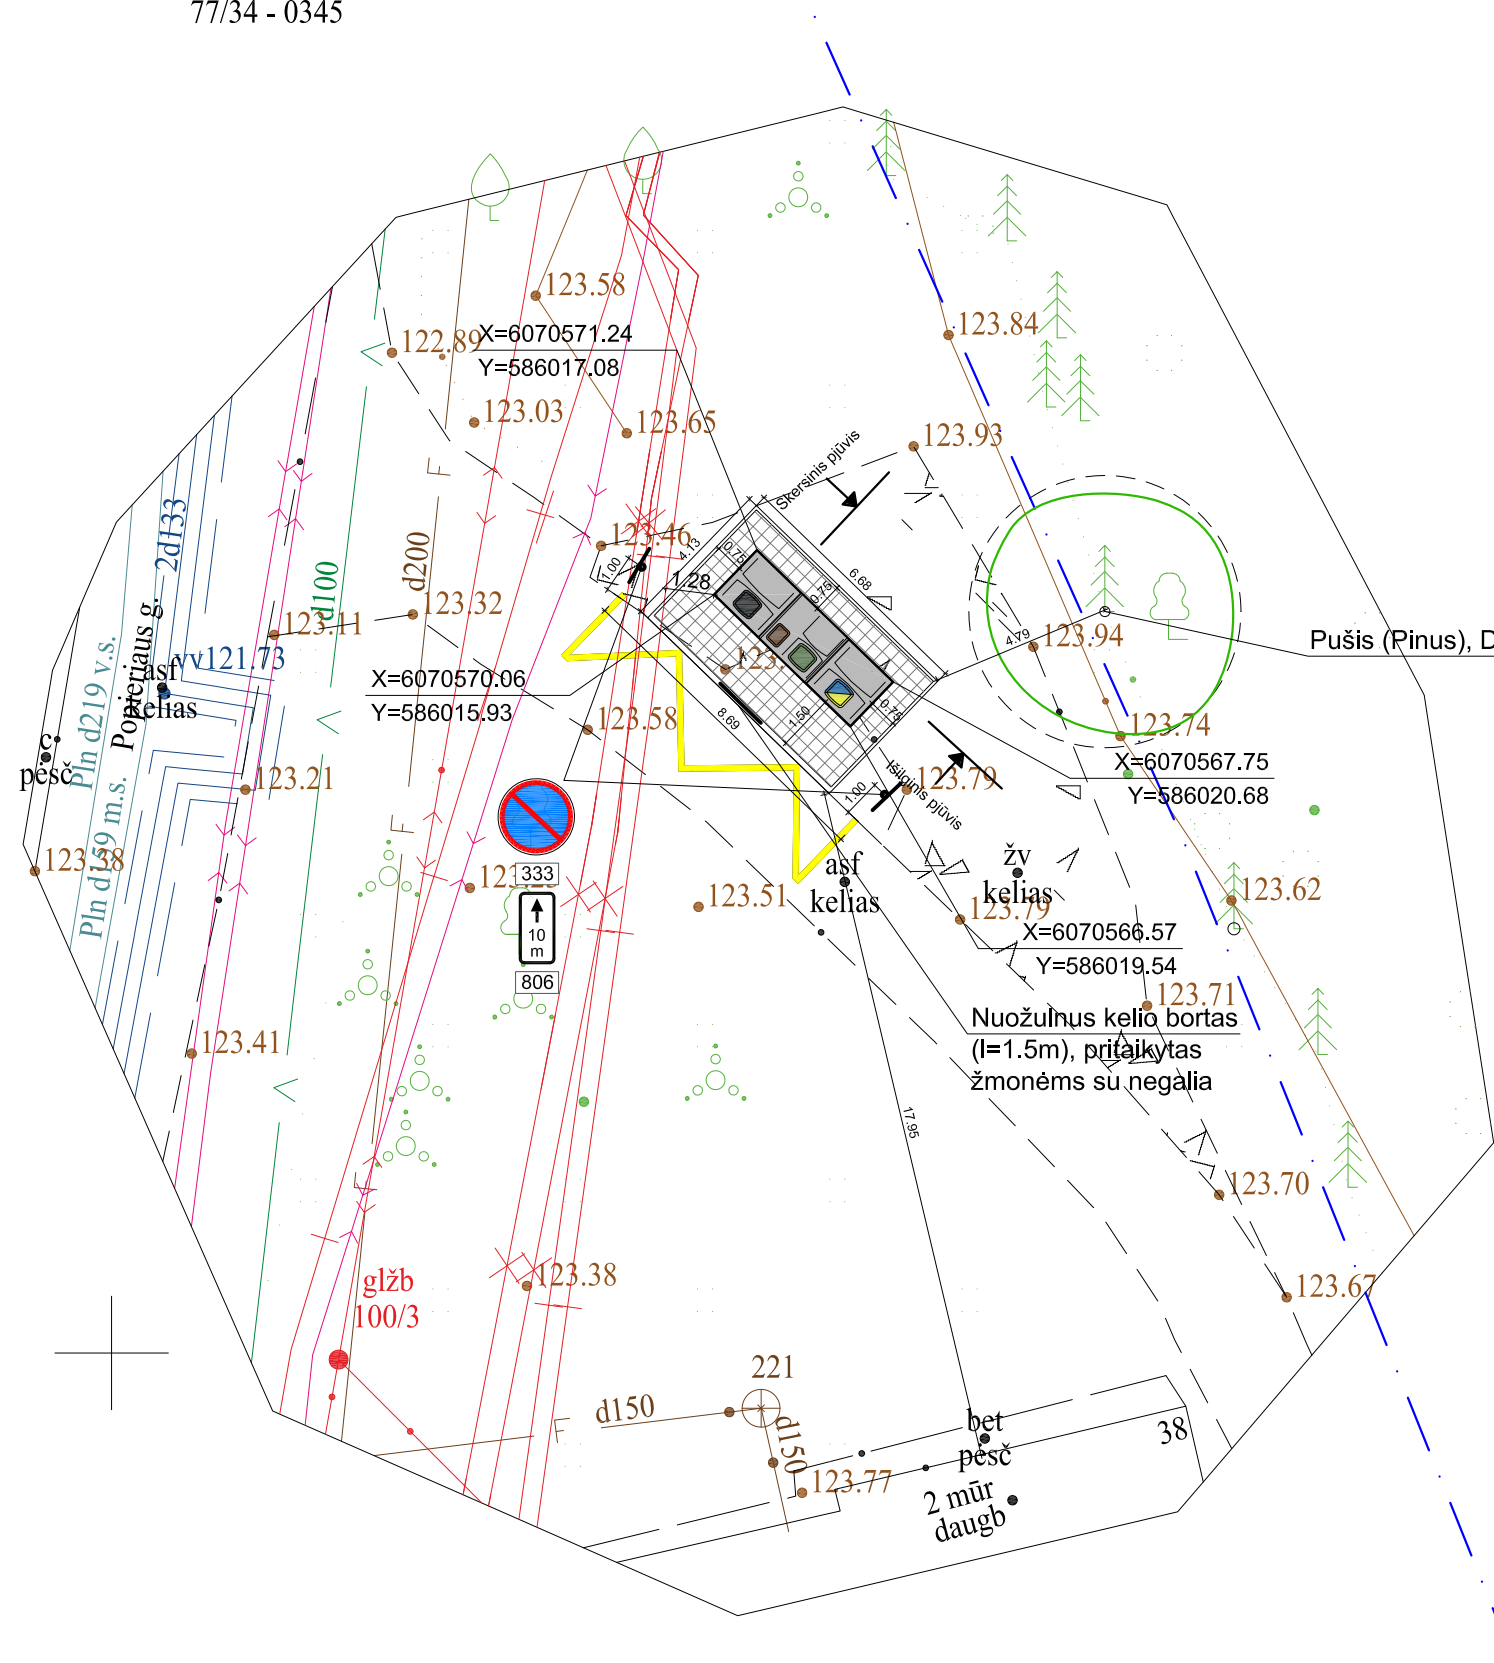 77/34 - 0345
123.58
X=6070571.24
122.89
Y=586017.08
123.84
123.03
123.65
123.93
Skersinis pjūvis
2d133
d200
d100
123.46
1.00
4.13
0.75
1.28
0.75
6.68
123.32
123.11
4.79
123.94
Pušis (Pinus), D
Pln d219 v.s.
Popieriaus g.
vv121.73
asf
kelias
X=6070570.06
Y=586015.93
123.58
8.69
1.50
0.75
123.74
c
pėsč
123.21
Išilginis pjūvis
X=6070567.75
Y=586020.68
123.79
1.00
Pln d159 m.s.
123.38
333
10
m
806
123.51
asf
kelias
žv
kelias
123.79
123.62
X=6070566.57
Y=586019.54
123.71
Nuožulnus kelio bortas
(l=1.5m), pritaikytas
žmonėms su negalia
123.41
17.95
123.70
glžb
100/3
123.38
123.67
221
d150
d150
bet
pėsč
38
123.77
2 mūr
daugb
F
F
F